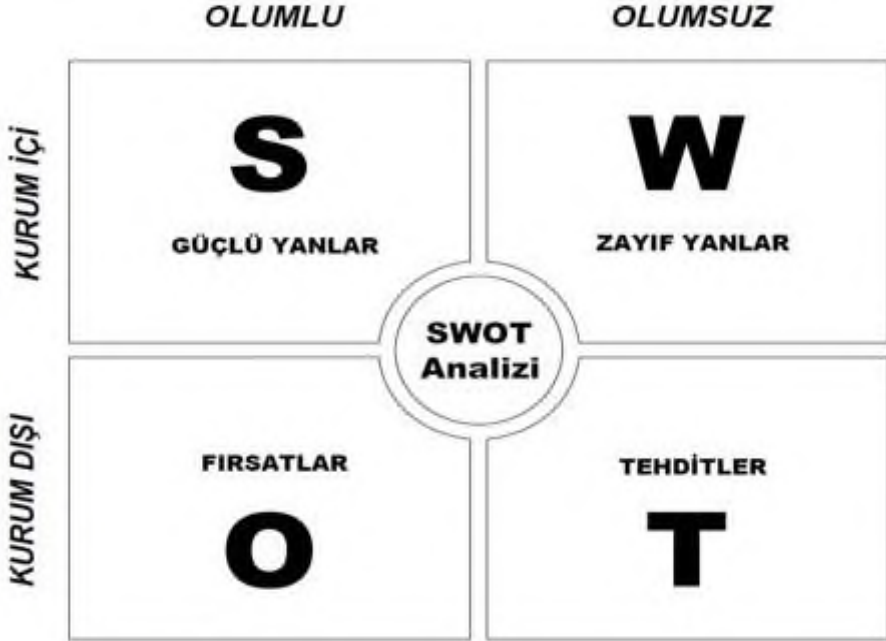 OLUMLU
OLUMSUZ
KURUM İÇİ
S
GÜÇLÜ YANLAR
W
ZAYIF YANLAR
SWOT
Analizi
KURUM DIŞI
FIRSATLAR
O
TEHDİTLER
T